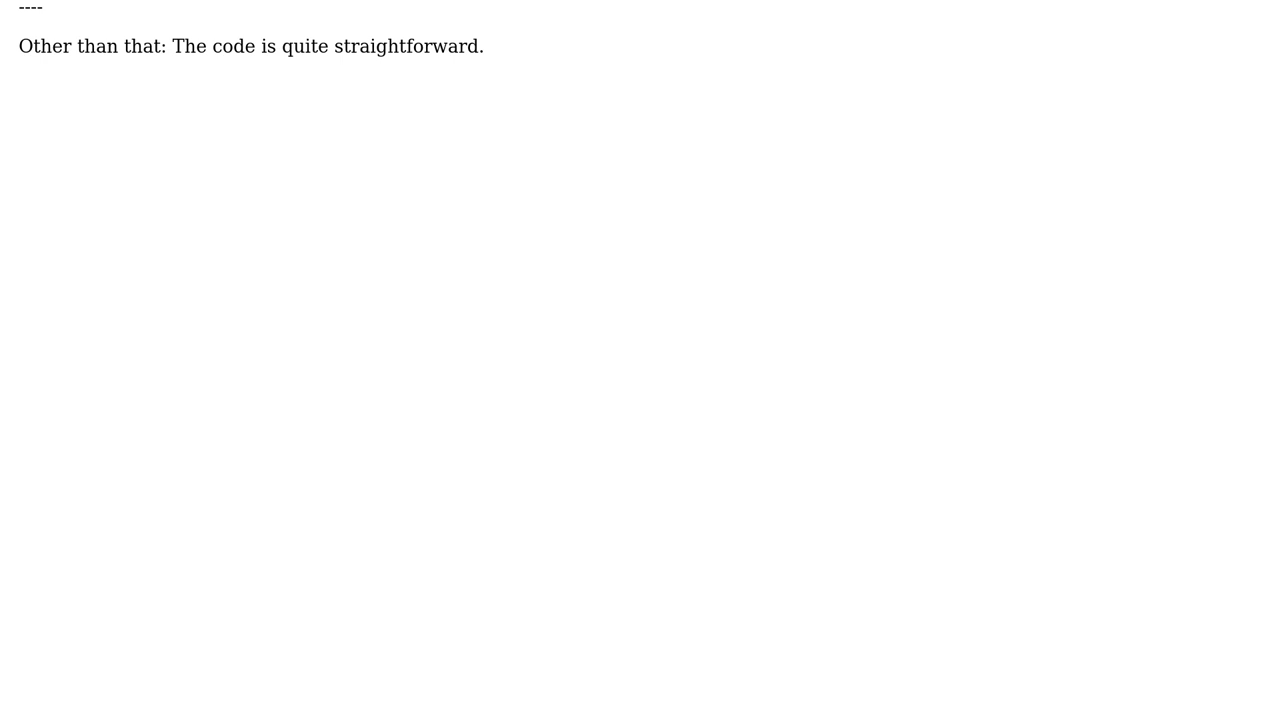 ----
Other than that: The code is quite straightforward.